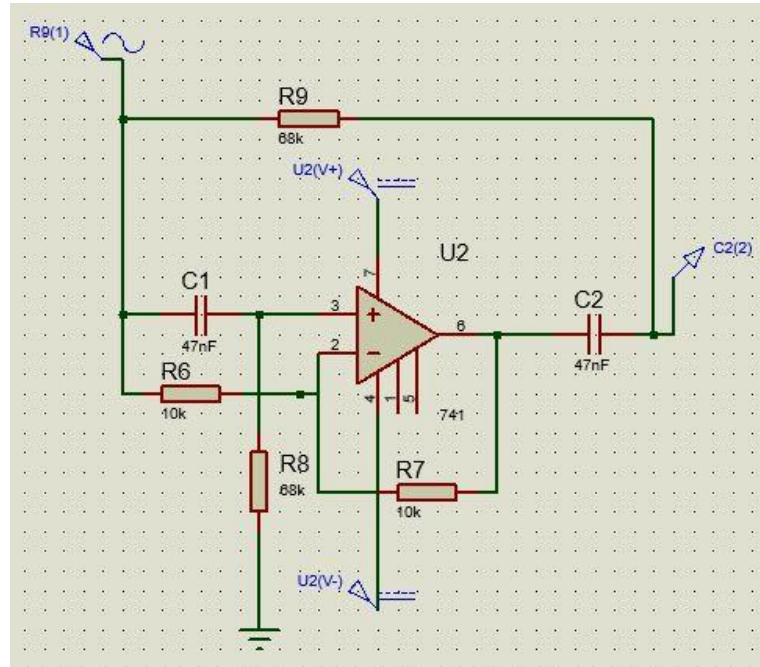 R9(1)
R9
68k
U2(V+)
U2
7
C2(2)
C1
47nF
3
2
6
C2
47nF
R6
10k
4
1
5
741
R8
68k
R7
10k
U2(V-)